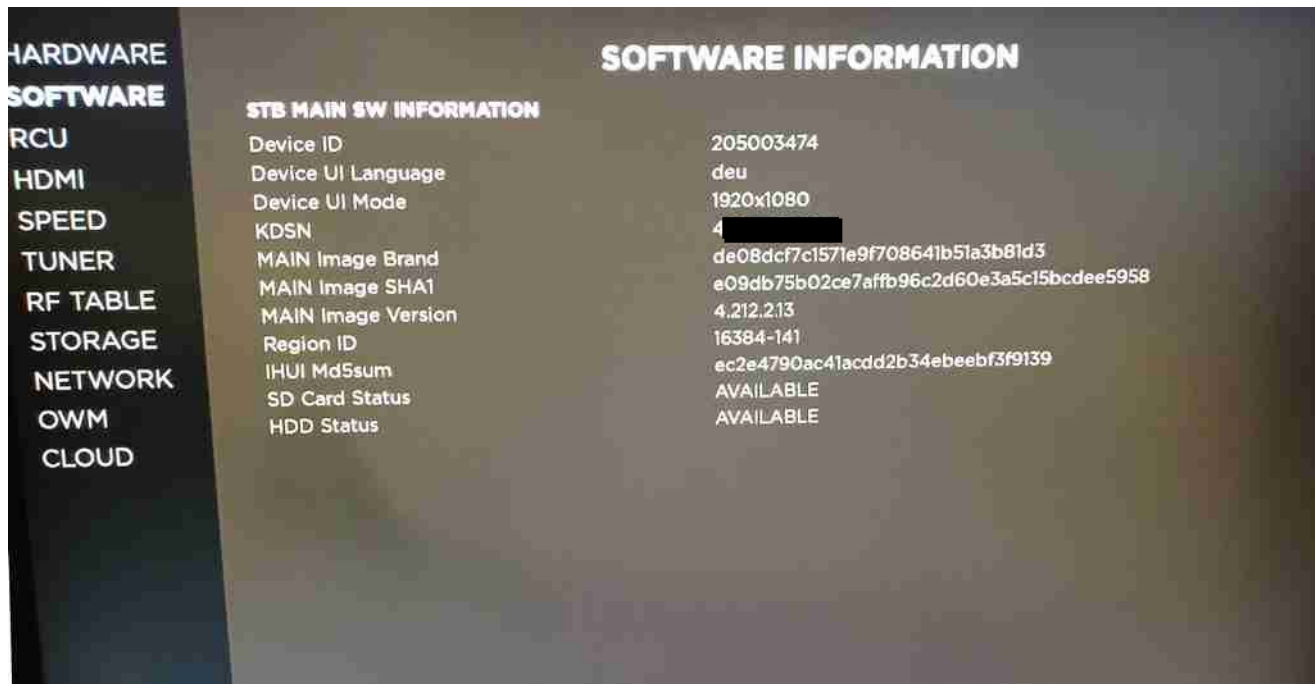 HARDWARE
SOFTWARE
RCU
HDMI
SPEED
TUNER
RF TABLE
STORAGE
NETWORK
OWM
CLOUD
SOFTWARE INFORMATION
STB MAIN SW INFORMATION
Device ID 205003474
Device UI Language deu
Device UI Mode 1920x1080
KDSN 4
MAIN Image Brand de08dcf7c1571e9f708641b51a3b81d3
MAIN Image SHA1 e09db75b02ce7affb96c2d60e3a5c15bcdee5958
MAIN Image Version 4.212.2.13
Region ID 16384-141
IHUI Md5sum ec2e4790ac41acdd2b34ebeebf3f9139
SD Card Status AVAILABLE
HDD Status AVAILABLE